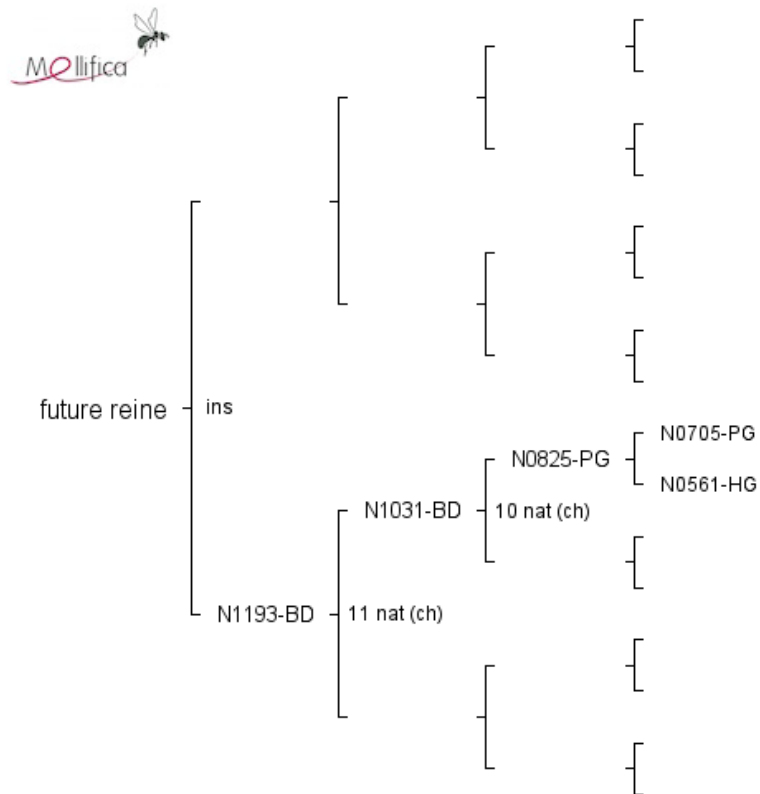 Mellifica
future reine
ins
N0705-PG
N0825-PG
N0561-HG
N1031-BD
10 nat (ch)
N1193-BD
11 nat (ch)